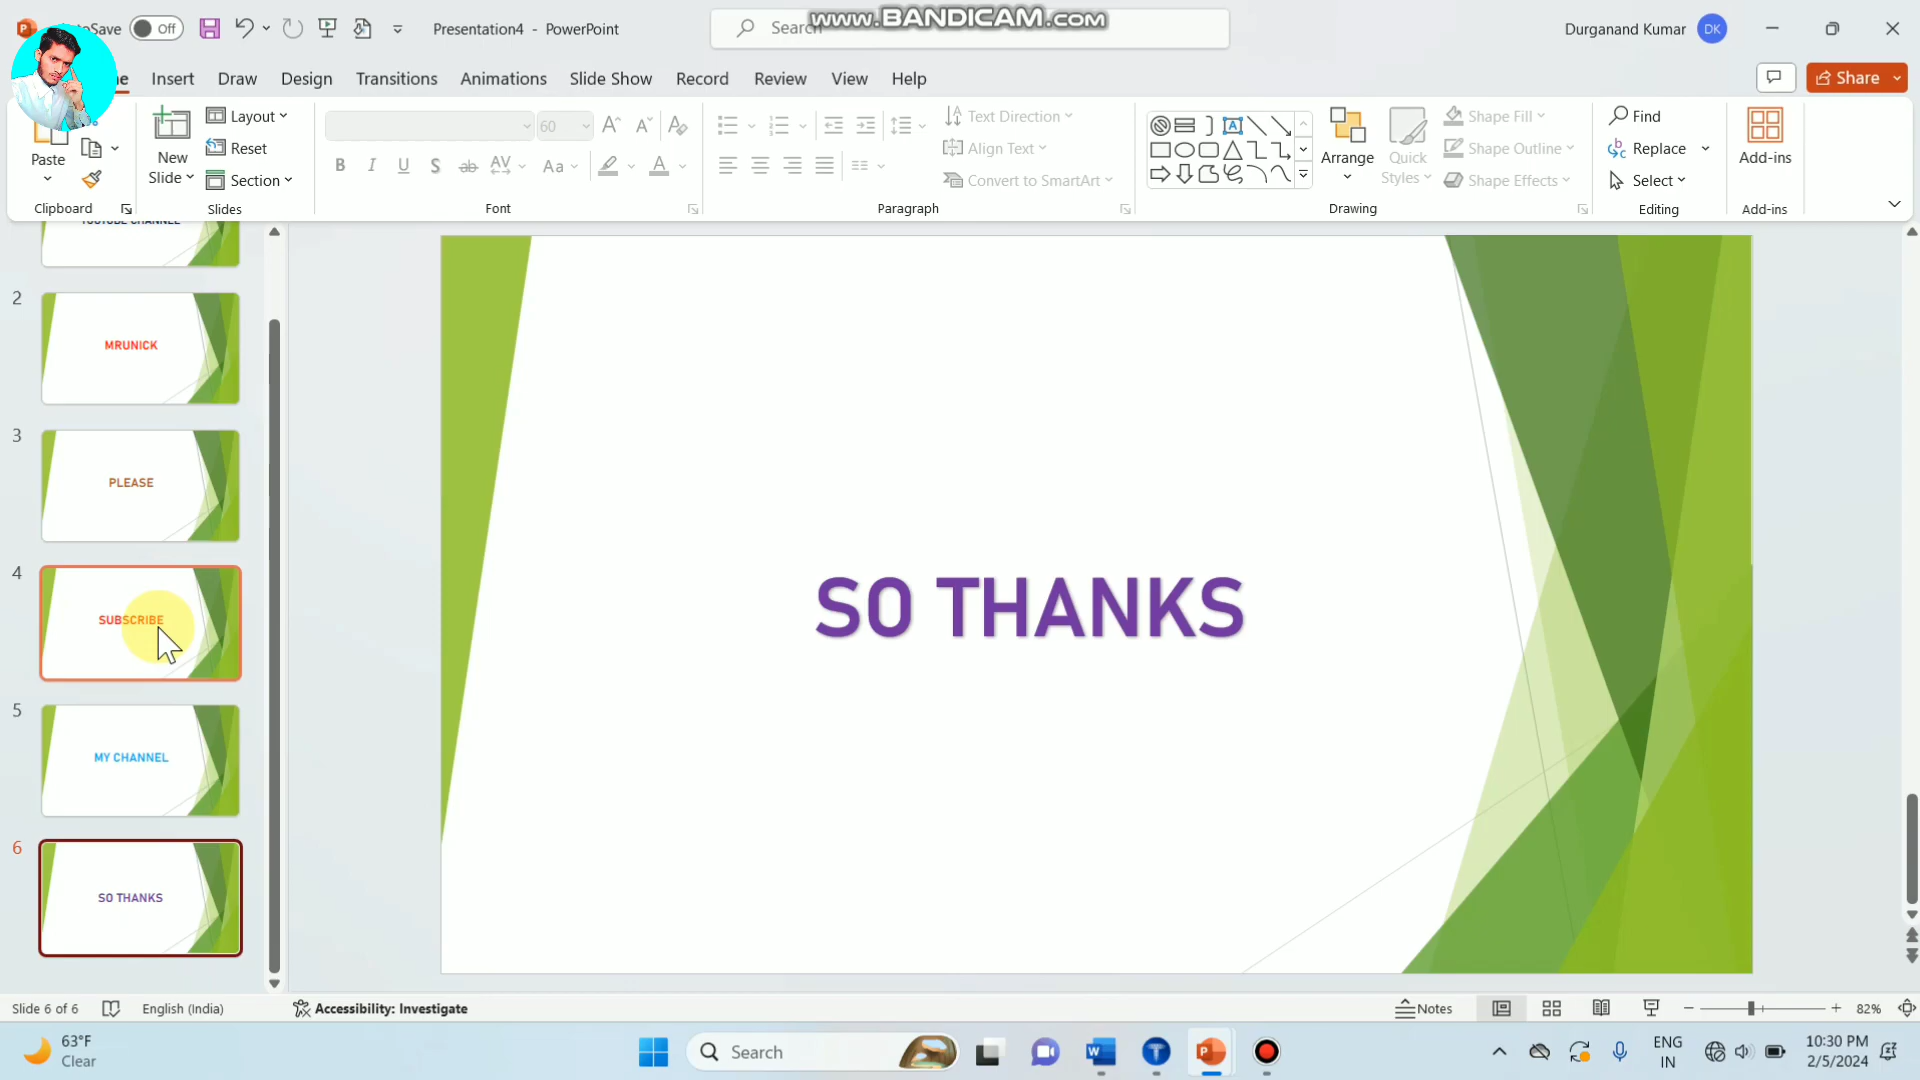 Save
Off
Presentation4 - PowerPoint
Search
www.BANDICAM.com
Durganand Kumar
DK
Insert
Draw
Design
Transitions
Animations
Slide Show
Record
Review
View
Help
Share
Paste
New
Slide
Layout
Reset
Section
60
Aa
Text Direction
Align Text
Convert to SmartArt
Arrange
Quick
Styles
Shape Fill
Shape Outline
Shape Effects
Find
Replace
Select
Add-ins
Clipboard
Slides
Font
Paragraph
Drawing
Editing
Add-ins
YOUTUBE CHANNEL
2
MRUNICK
3
PLEASE
4
SUBSCRIBE
5
MY CHANNEL
6
SO THANKS
SO THANKS
Slide 6 of 6
English (India)
Accessibility: Investigate
Notes
82%
63°F
Clear
Search
ENG
IN
10:30 PM
2/5/2024